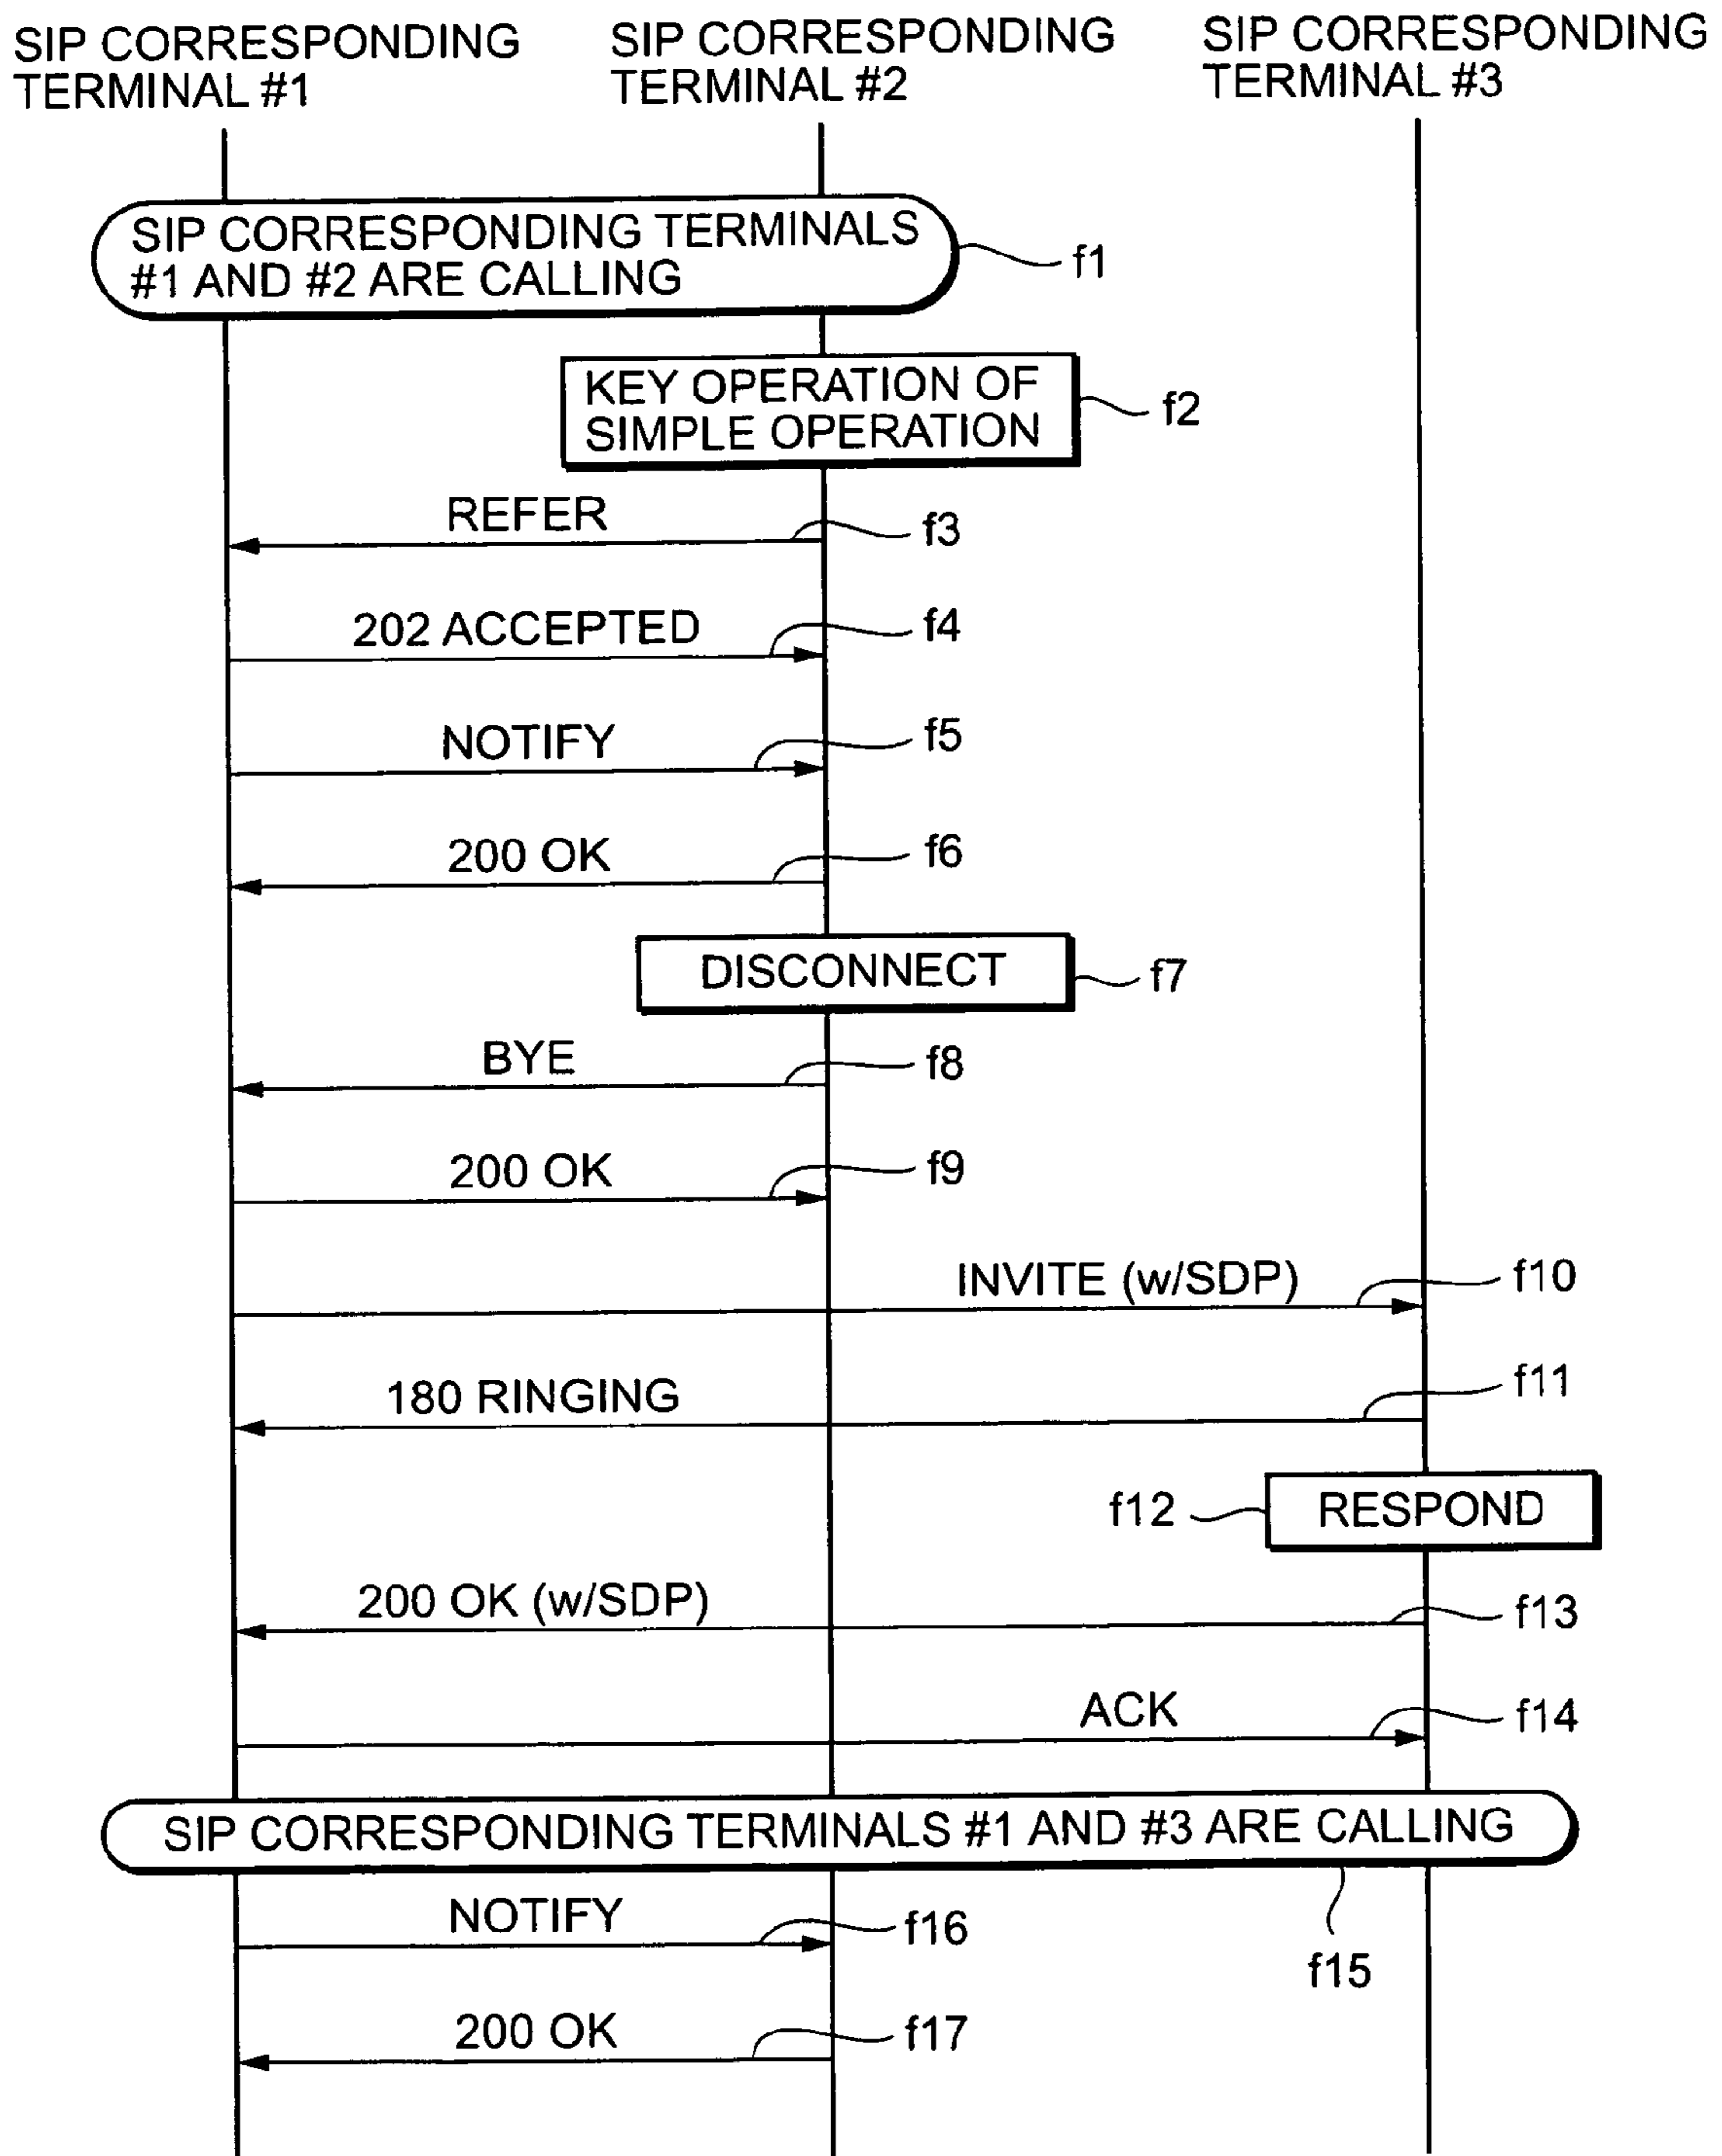 SIP CORRESPONDING
TERMINAL #1
SIP CORRESPONDING
TERMINAL #2
SIP CORRESPONDING
TERMINAL #3
SIP CORRESPONDING TERMINALS
#1 AND #2 ARE CALLING
f1
KEY OPERATION OF
SIMPLE OPERATION
f2
REFER
f3
202 ACCEPTED
f4
NOTIFY
f5
200 OK
f6
DISCONNECT
f7
BYE
f8
200 OK
f9
INVITE (w/SDP)
f10
180 RINGING
f11
f12
RESPOND
200 OK (w/SDP)
f13
ACK
f14
SIP CORRESPONDING TERMINALS #1 AND #3 ARE CALLING
NOTIFY
f16
f15
200 OK
f17